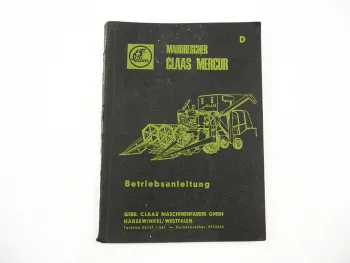 D
MÄHDRESCHER
CLAAS MERCUR
Betriebsanleitung
GEBR. CLAAS MASCHINENFABRIK GMBH
HARSEWINKEL/WESTFALEN